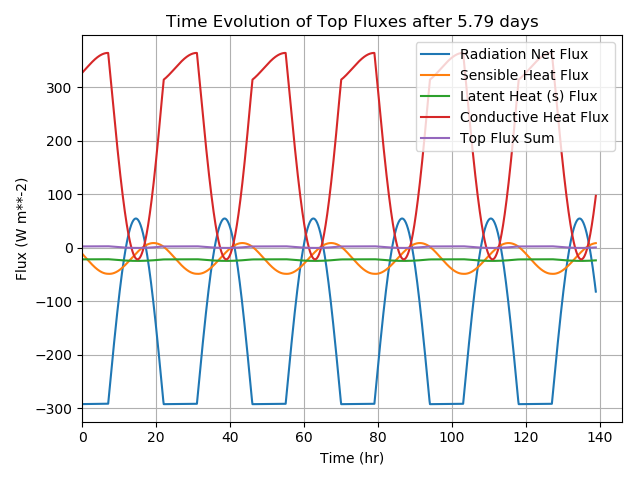 Time Evolution of Top Fluxes after 5.79 days
Flux (W m**-2)
300
200
100
0
−100
−200
−300
Radiation Net Flux
Sensible Heat Flux
Latent Heat (s) Flux
Conductive Heat Flux
Top Flux Sum
0 20 40 60 80 100 120 140
Time (hr)